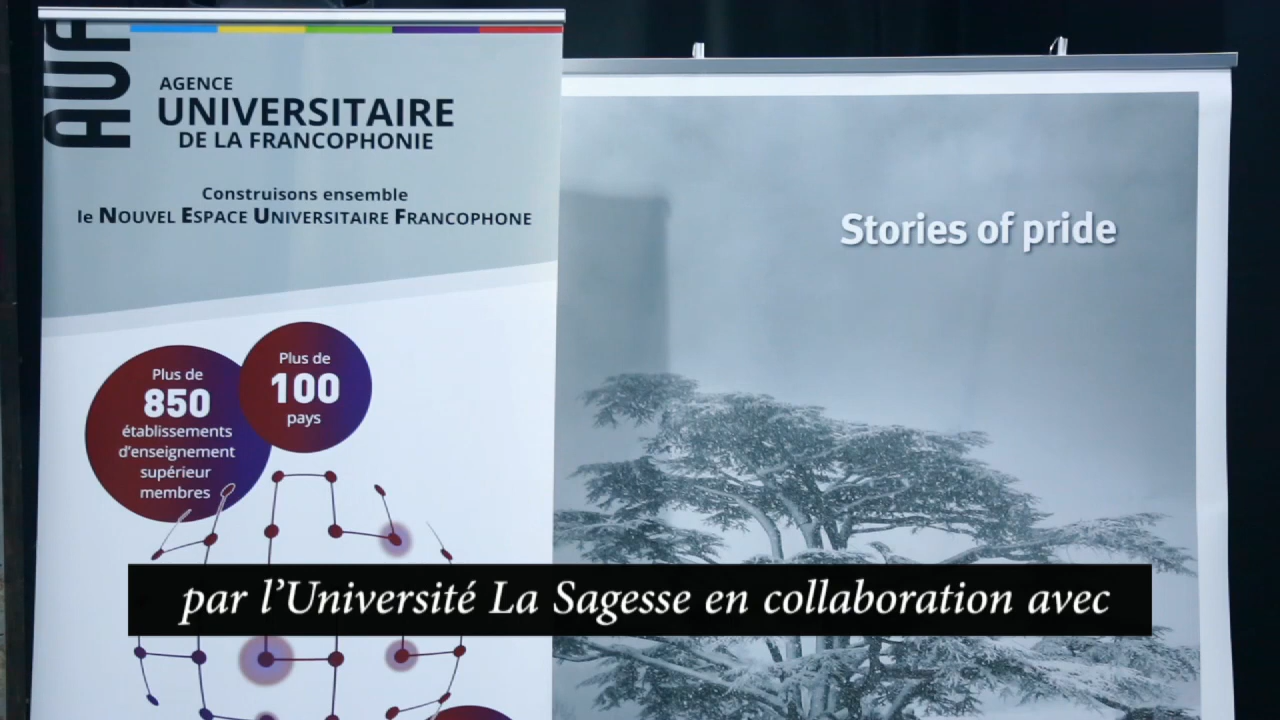 AUF
AGENCE
UNIVERSITAIRE
DE LA FRANCOPHONIE
Construisons ensemble
le NOUVEL ESPACE UNIVERSITAIRE FRANCOPHONE
Plus de
850
établissements
d'enseignement
supérieur
membres
Plus de
100
pays
Stories of pride
par l'Université La Sagesse en collaboration avec